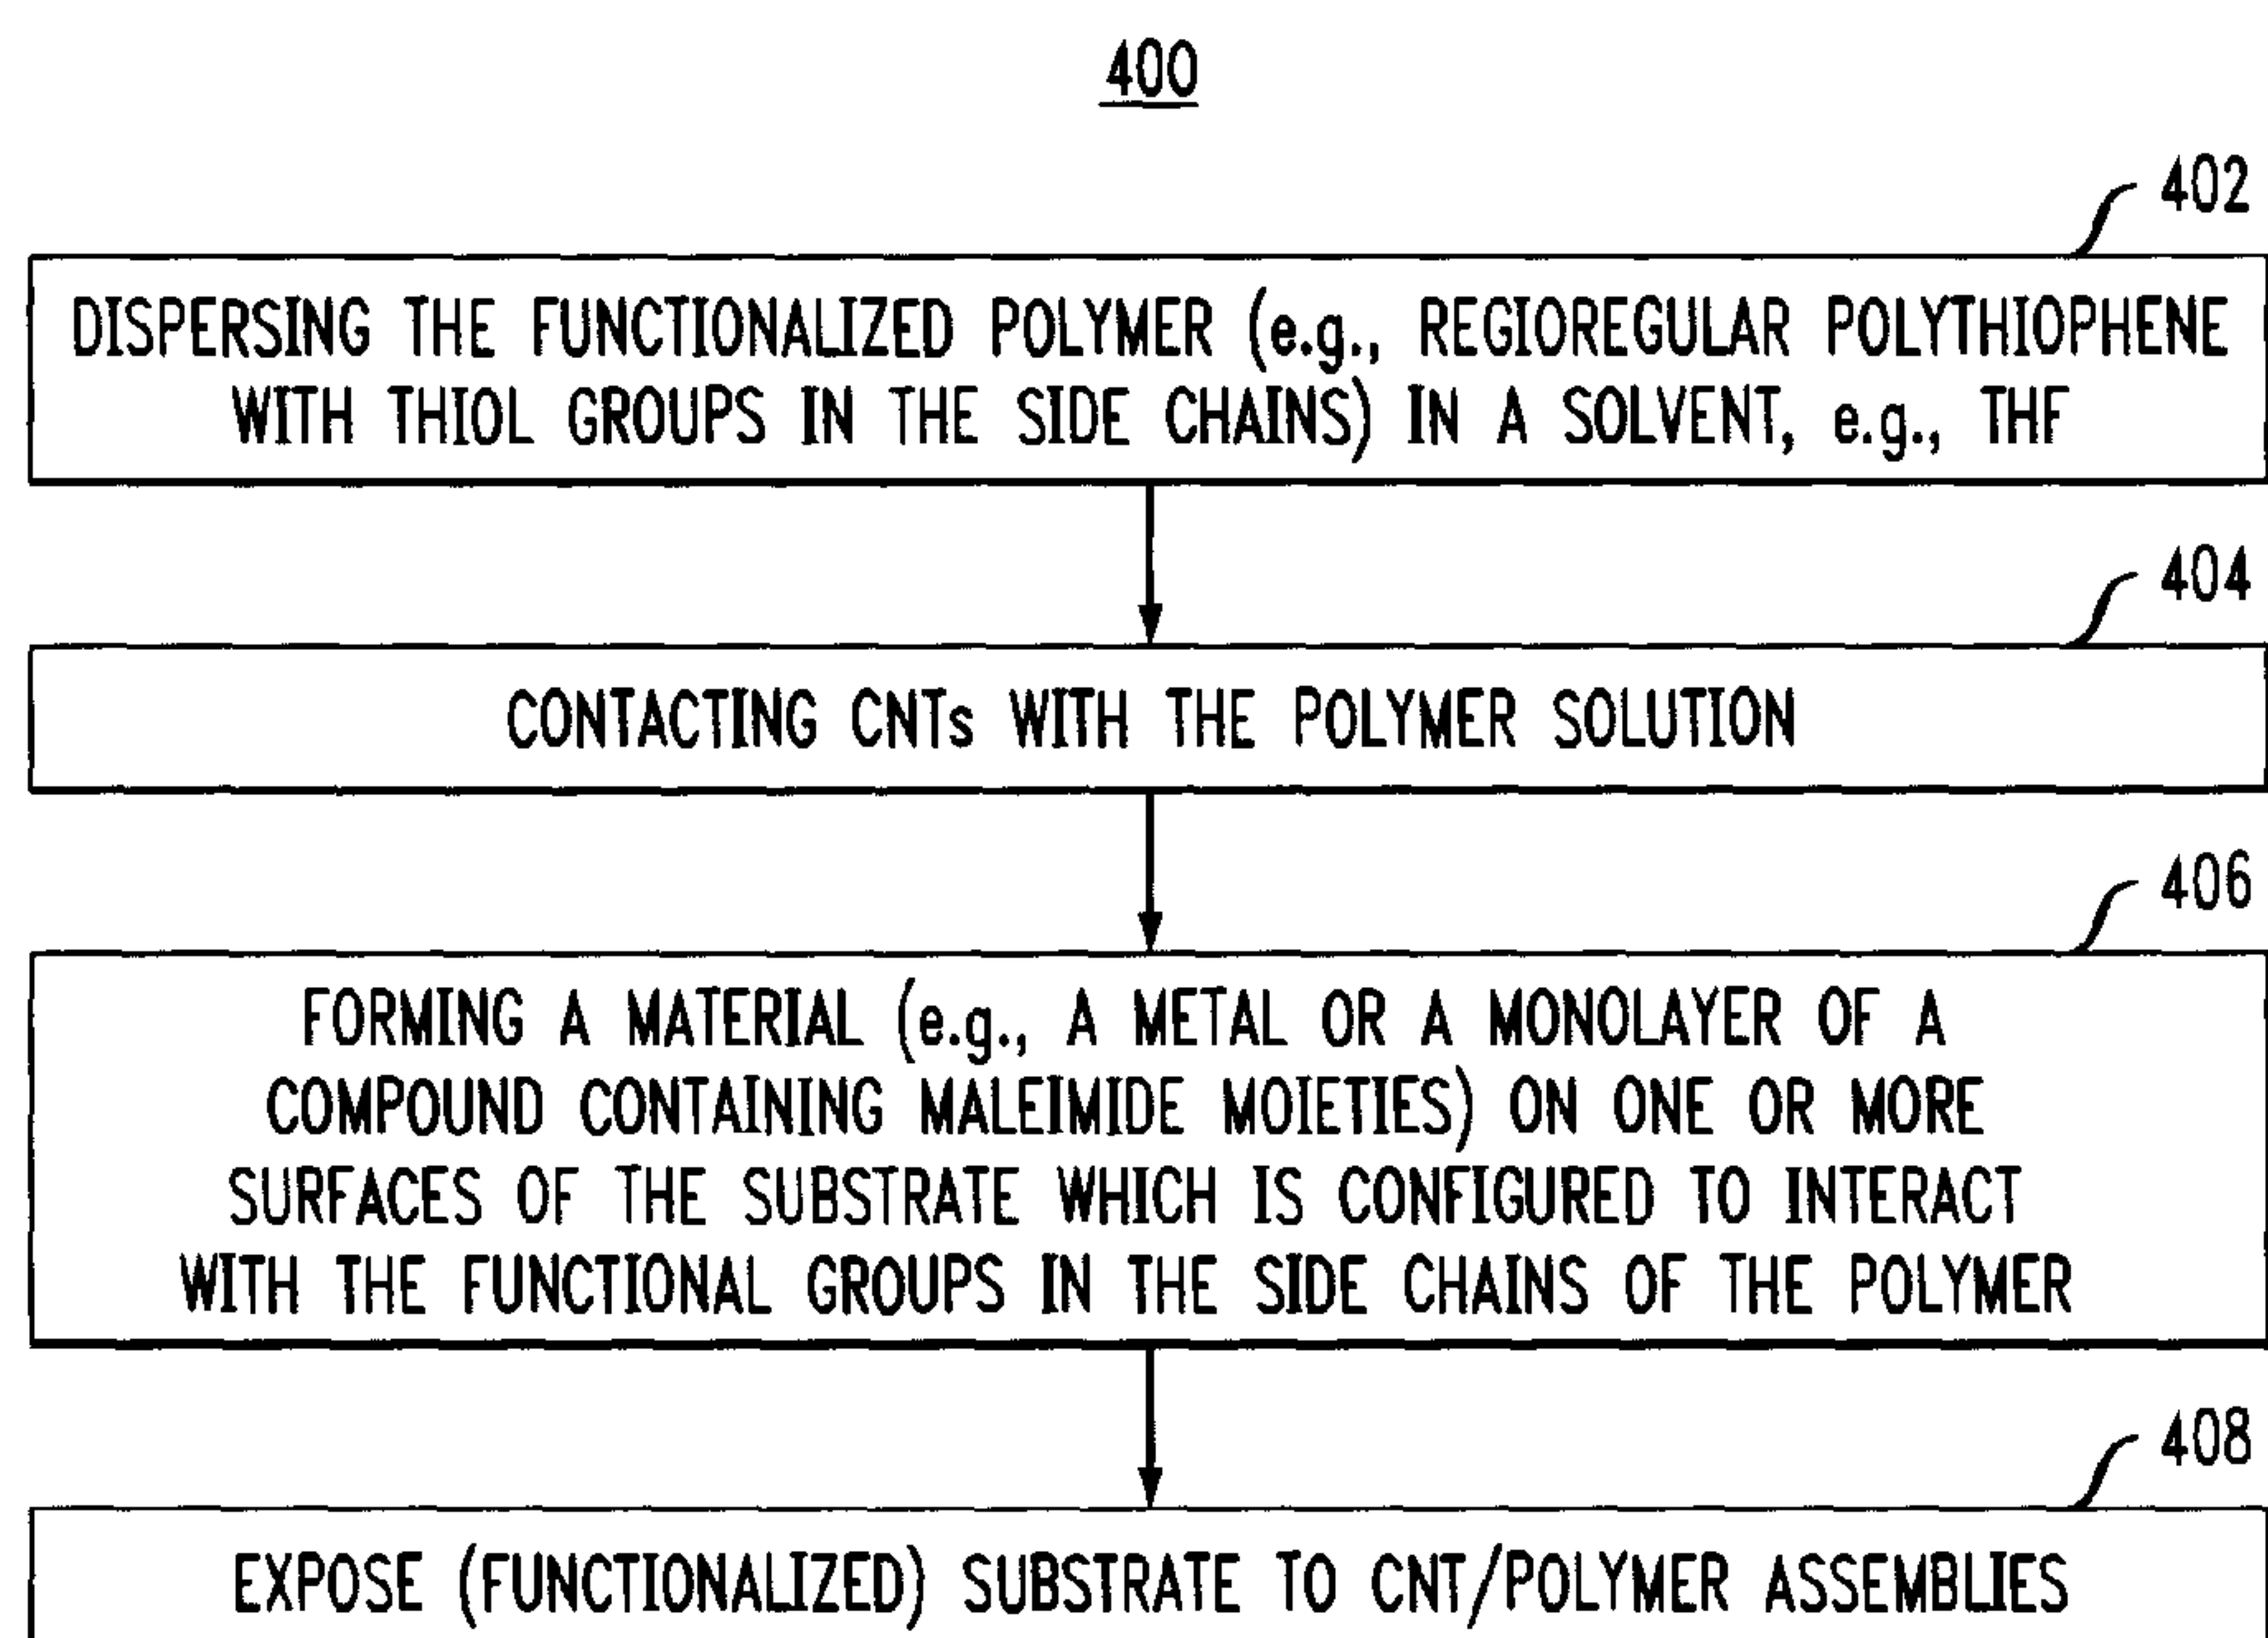 400
402
DISPERSING THE FUNCTIONALIZED POLYMER (e.g., REGIOREGULAR POLYTHIOPHENE
WITH THIOL GROUPS IN THE SIDE CHAINS) IN A SOLVENT, e.g., THF
404
CONTACTING CNTs WITH THE POLYMER SOLUTION
406
FORMING A MATERIAL (e.g., A METAL OR A MONOLAYER OF A
COMPOUND CONTAINING MALEIMIDE MOIETIES) ON ONE OR MORE
SURFACES OF THE SUBSTRATE WHICH IS CONFIGURED TO INTERACT
WITH THE FUNCTIONAL GROUPS IN THE SIDE CHAINS OF THE POLYMER
408
EXPOSE (FUNCTIONALIZED) SUBSTRATE TO CNT/POLYMER ASSEMBLIES